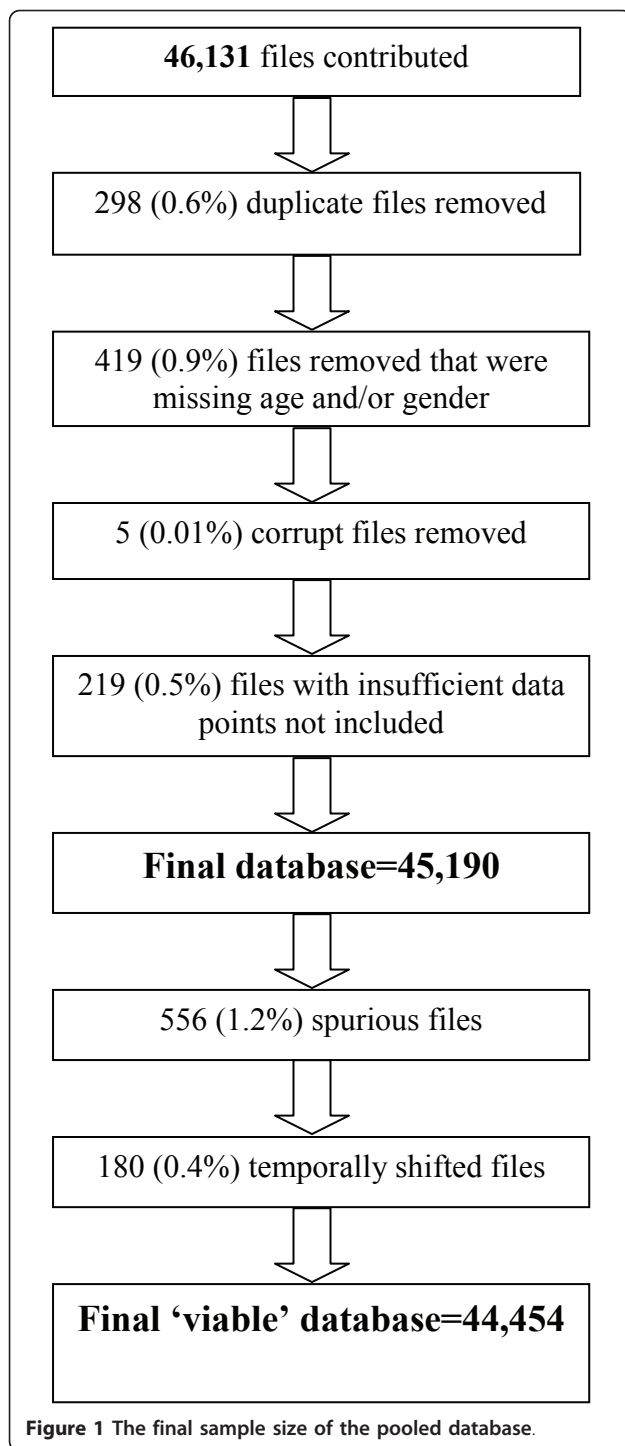 46,131 files contributed
298 (0.6%) duplicate files removed
419 (0.9%) files removed that were
missing age and/or gender
5 (0.01%) corrupt files removed
219 (0.5%) files with insufficient data
points not included
Final database=45,190
556 (1.2%) spurious files
180 (0.4%) temporally shifted files
Final ‘viable’ database=44,454
Figure 1 The final sample size of the pooled database.